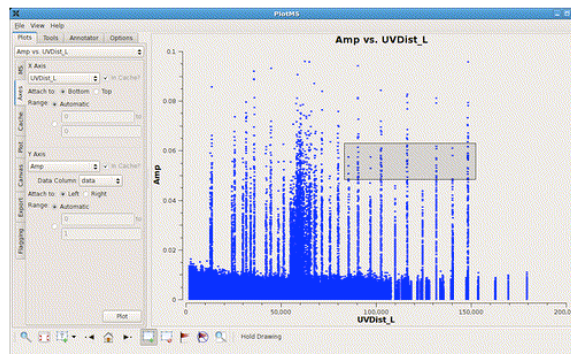 PlotMS
File View Help
Plots Tools Annotator Options
Amp vs. UVDist_L
MS
Axes
Cache
Plot
Canvas
Export
Flagging
X Axis
UVDist_L In Cache?
Attach to: Bottom Top
Range: Automatic
0 to
0
Y Axis
Amp In Cache?
Data Column: data
Attach to: Left Right
Range: Automatic
0 to
1
Plot
Amp vs. UVDist_L
0.1
0.08
0.06
0.04
0.02
0
Amp
0 50,000 100,000 150,000 200,000
UVDist_L
Hold Drawing